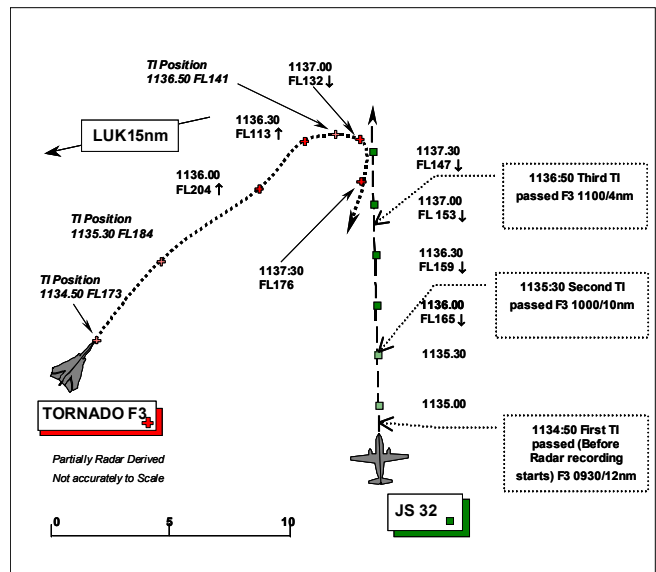 TI Position
1136.50 FL141
1137.00
FL132 ↓
LUK15nm
1136.30
FL113 ↑
1136.00
FL204 ↑
TI Position
1135.30 FL184
TI Position
1134.50 FL173
1137:30
FL176
1137.30
FL147 ↓
1137.00
FL 153 ↓
1136.30
FL159 ↓
1136.00
FL165 ↓
1135.30
1135.00
1136:50 Third TI
passed F3 1100/4nm
1135:30 Second TI
passed F3 1000/10nm
1134:50 First TI
passed (Before
Radar recording
starts) F3 0930/12nm
TORNADO F3
Partially Radar Derived
Not accurately to Scale
JS 32
0 5 10